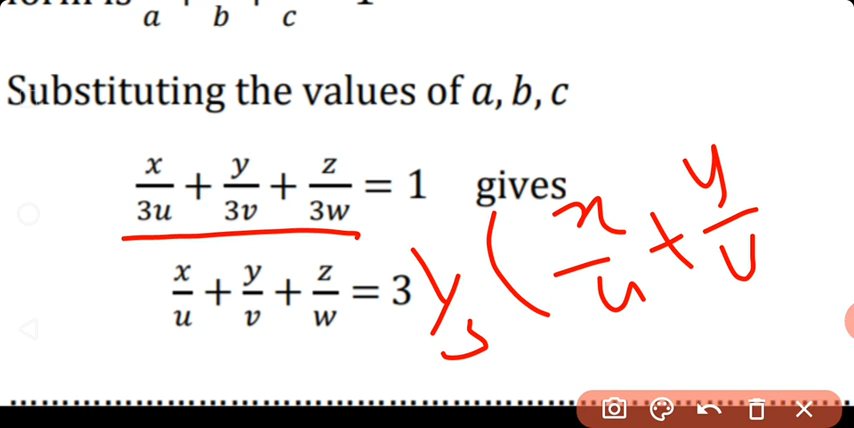 a b c
Substituting the values of a, b, c
x/3u + y/3v + z/3w = 1 gives
x/u + y/v + z/w = 3
1/3 ( x/u + y/v